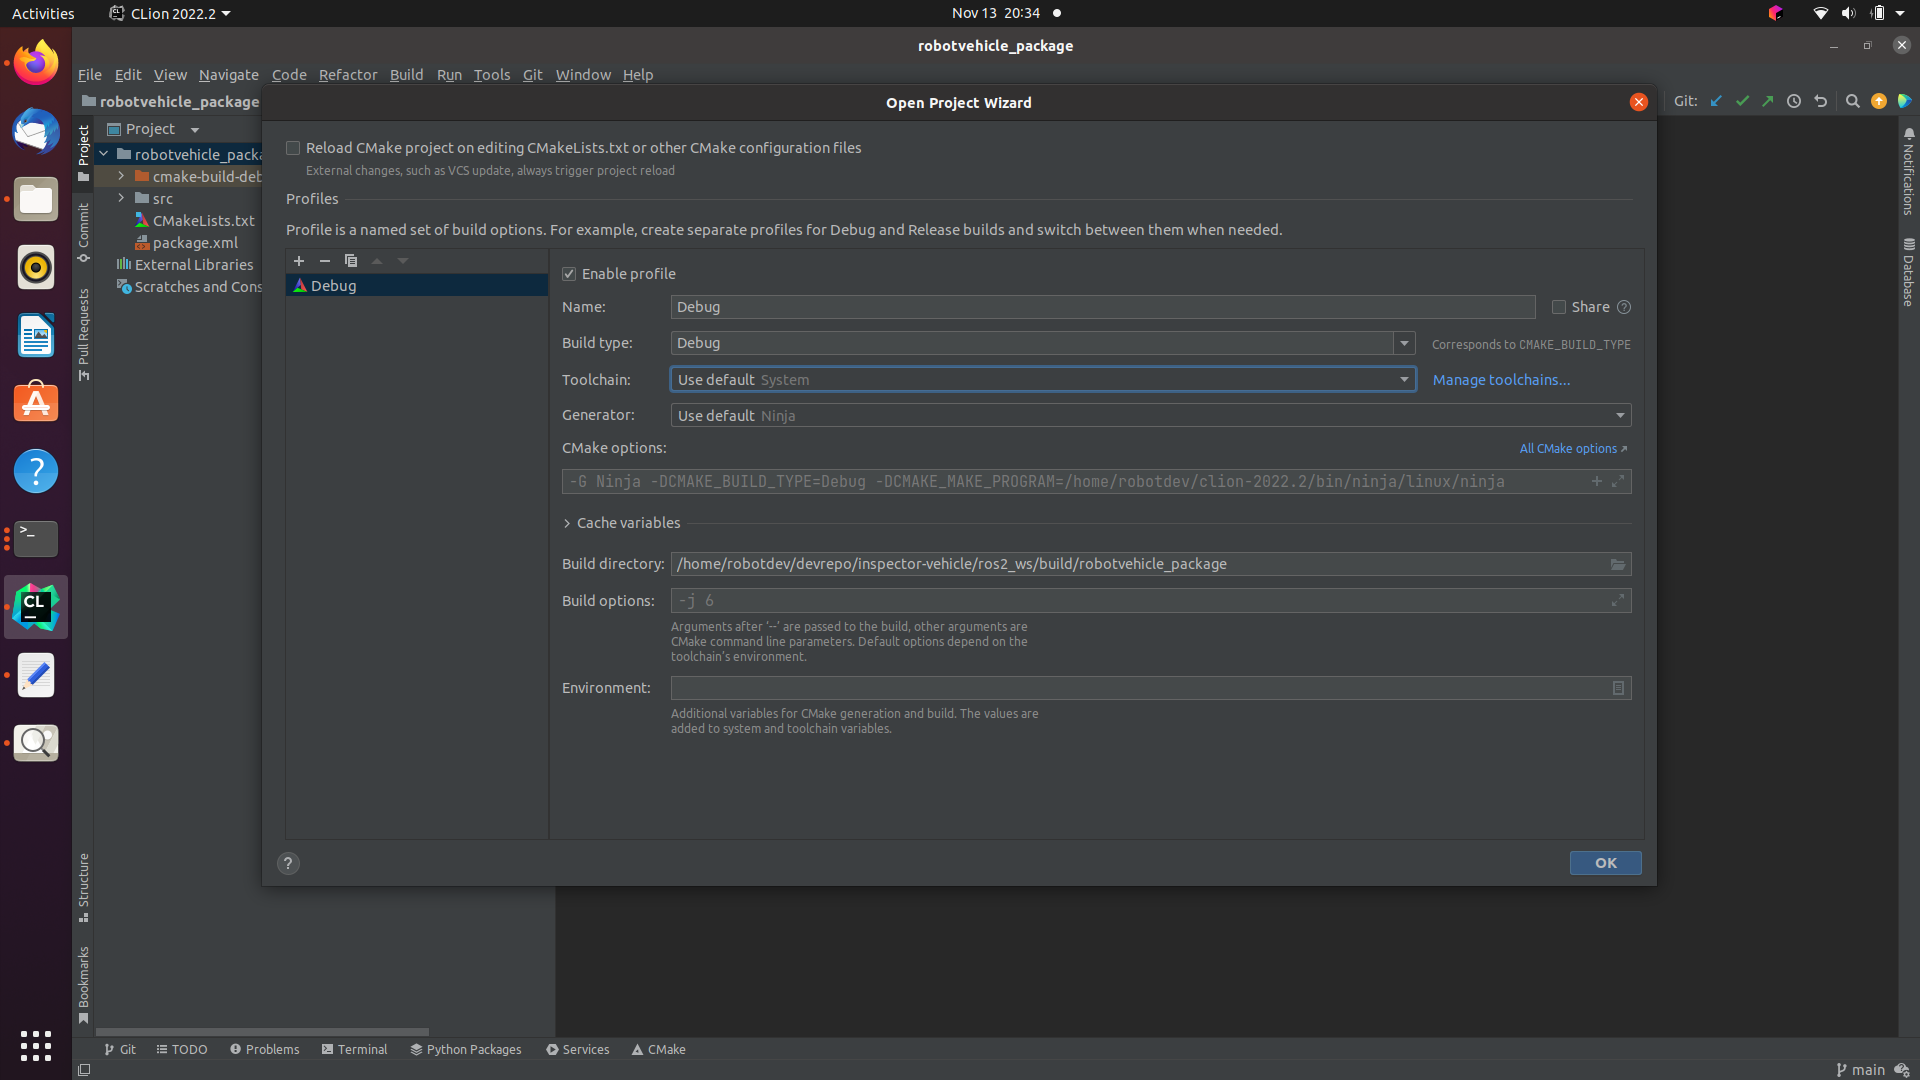 Activities
CLion 2022.2
Nov 13 20:34
robotvehicle_package
File Edit View Navigate Code Refactor Build Run Tools Git Window Help
robotvehicle_package
Open Project Wizard
Git:
Project
robotvehicle_packa
cmake-build-deb
src
CMakeLists.txt
package.xml
External Libraries
Scratches and Cons
Project
Commit
Pull Requests
Structure
Bookmarks
Reload CMake project on editing CMakeLists.txt or other CMake configuration files
External changes, such as VCS update, always trigger project reload
Profiles
Profile is a named set of build options. For example, create separate profiles for Debug and Release builds and switch between them when needed.
Debug
Enable profile
Name: Debug Share ?
Build type: Debug Corresponds to CMAKE_BUILD_TYPE
Toolchain: Use default System Manage toolchains...
Generator: Use default Ninja
CMake options: All CMake options ↗
-G Ninja -DCMAKE_BUILD_TYPE=Debug -DCMAKE_MAKE_PROGRAM=/home/robotdev/clion-2022.2/bin/ninja/linux/ninja
Cache variables
Build directory: /home/robotdev/devrepo/inspector-vehicle/ros2_ws/build/robotvehicle_package
Build options: -j 6
Arguments after ‘--’ are passed to the build, other arguments are
CMake command line parameters. Default options depend on the
toolchain’s environment.
Environment:
Additional variables for CMake generation and build. The values are
added to system and toolchain variables.
?
OK
Notifications
Database
CL
Git TODO Problems Terminal Python Packages Services CMake
main